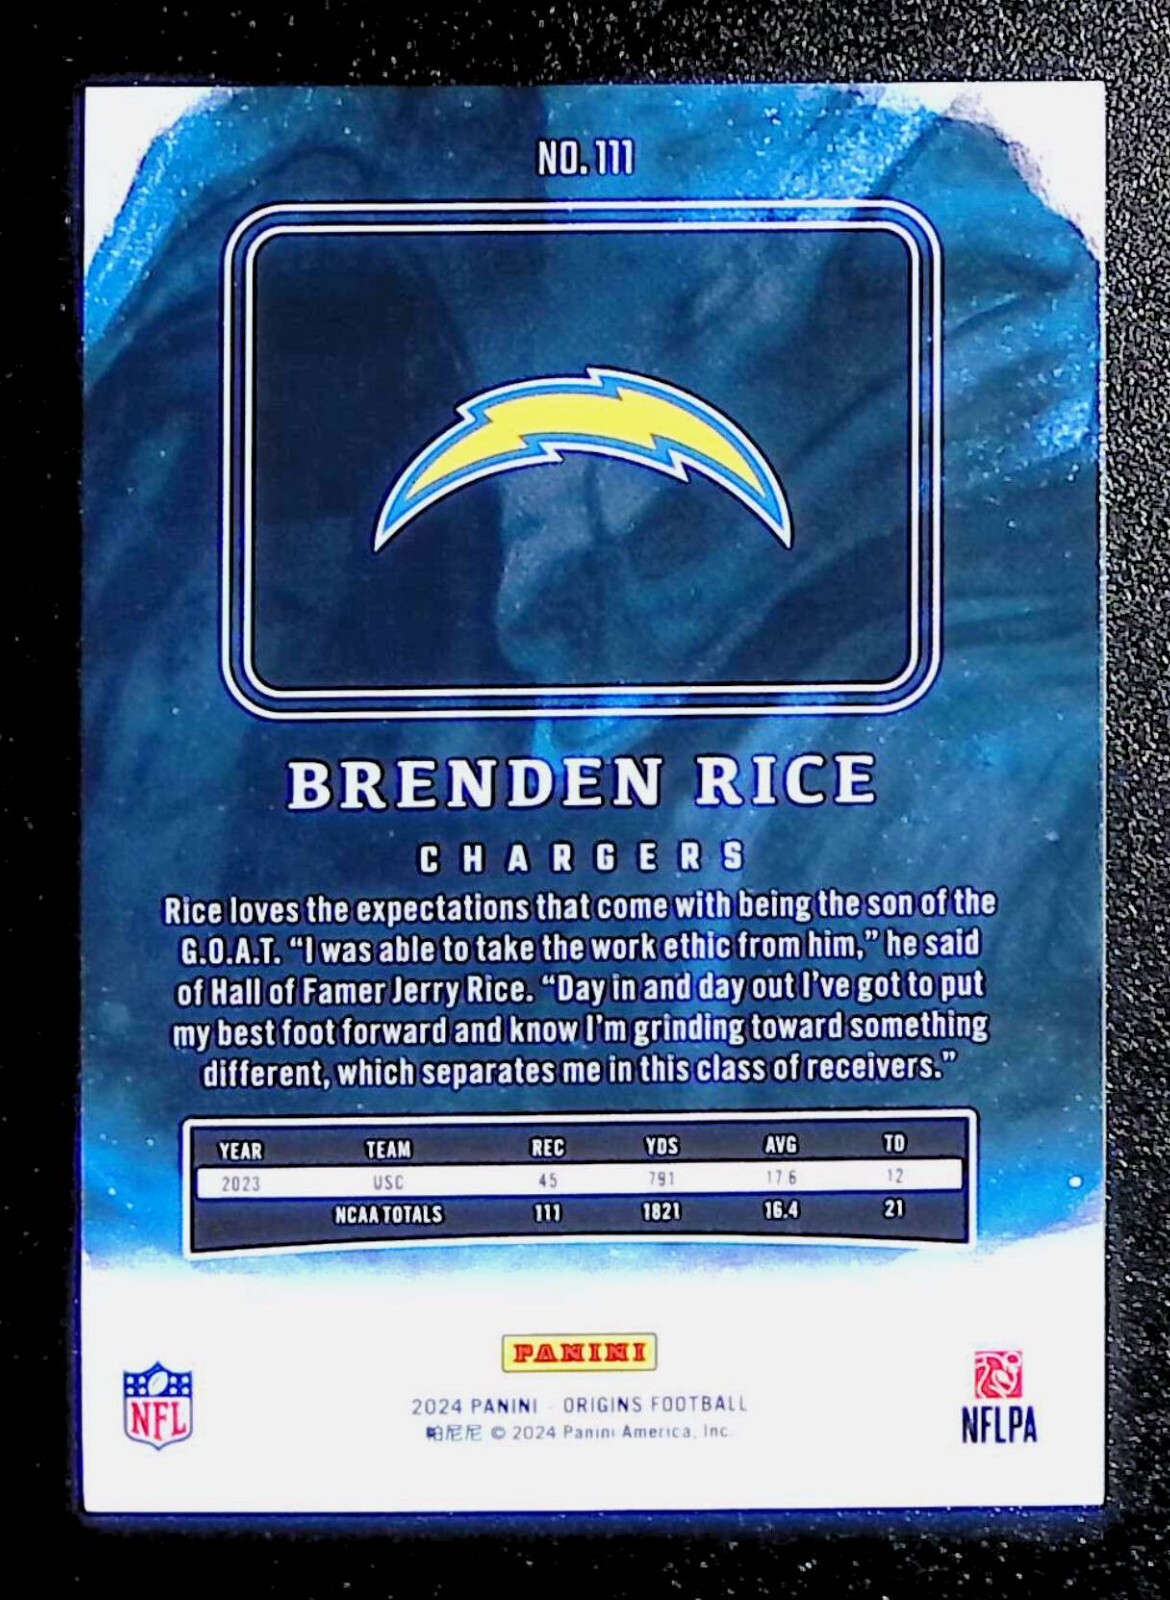 NO. 111
BRENDEN RICE
CHARGERS
Rice loves the expectations that come with being the son of the
G.O.A.T. “I was able to take the work ethic from him,” he said
of Hall of Famer Jerry Rice. “Day in and day out I’ve got to put
my best foot forward and know I’m grinding toward something
different, which separates me in this class of receivers.”
YEAR TEAM REC YDS AVG TD
2023 USC 45 791 17.6 12
NCAA TOTALS 111 1821 16.4 21
PANINI
2024 PANINI - ORIGINS FOOTBALL
帕尼尼 © 2024 Panini America, Inc.
NFL
NFLPA